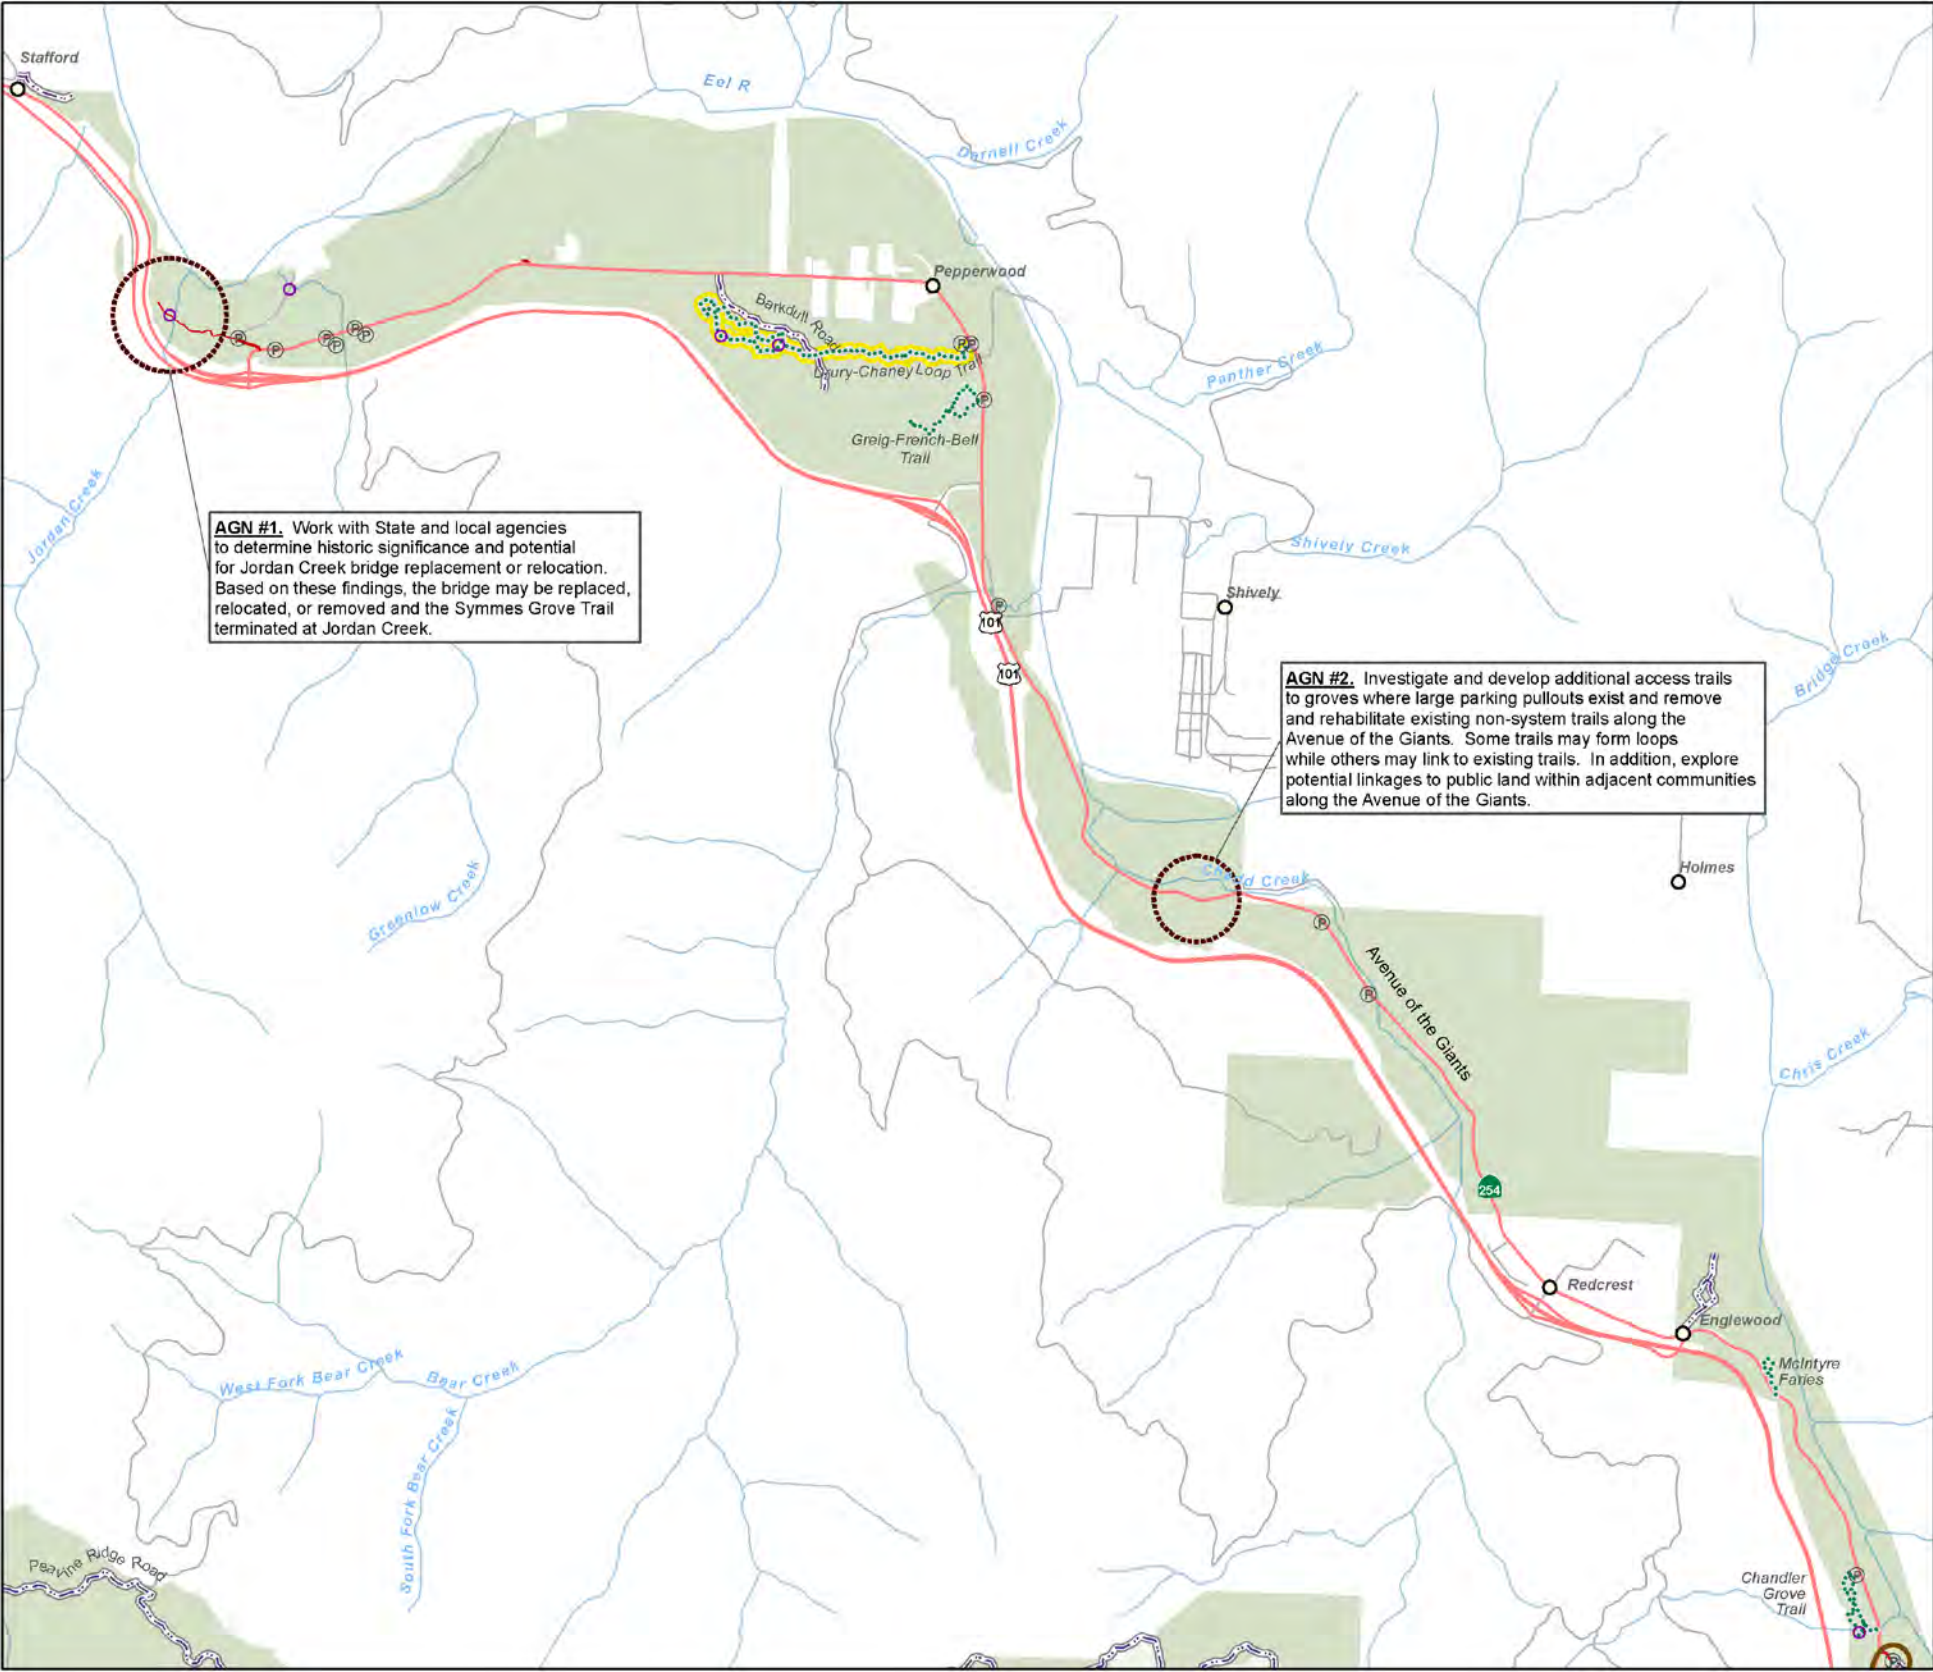 Stafford
Eel R
Darnell Creek
Pepperwood
Barkdull Road
Drury-Chaney Loop Trail
Panther Creek
Greig-French-Bell
Trail
Jordan Creek
AGN #1. Work with State and local agencies
to determine historic significance and potential
for Jordan Creek bridge replacement or relocation.
Based on these findings, the bridge may be replaced,
relocated, or removed and the Symmes Grove Trail
terminated at Jordan Creek.
Shively Creek
Shively
101
101
Bridge Creek
AGN #2. Investigate and develop additional access trails
to groves where large parking pullouts exist and remove
and rehabilitate existing non-system trails along the
Avenue of the Giants. Some trails may form loops
while others may link to existing trails. In addition, explore
potential linkages to public land within adjacent communities
along the Avenue of the Giants.
Holmes
Chadd Creek
Greenlow Creek
Avenue of the Giants
Chris Creek
254
Redcrest
Englewood
McIntyre
Faries
West Fork Bear Creek
Bear Creek
South Fork Bear Creek
Peavine Ridge Road
Chandler
Grove
Trail
P
P
P
P
P
P
P
P
P
P
P
P
P
P